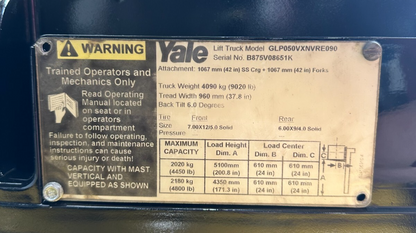 WARNING
Trained Operators and
Mechanics Only
Read Operating
Manual located
on seat or in
operators
compartment
Failure to follow operating,
inspection, and maintenance
instructions can cause
serious injury or death!
CAPACITY WITH MAST
VERTICAL AND
EQUIPPED AS SHOWN
Yale Lift Truck Model GLP050VXNVRE090
Serial No. B875V08651K
Attachment: 1067 mm (42 in) SS Crg + 1067 mm (42 in) Forks
Truck Weight 4090 kg (9020 lb)
Tread Width 960 mm (37.8 in)
Back Tilt 6.0 Degrees
Tire Front Rear
Size 7.00X12/5.0 Solid 6.00X9/4.0 Solid
Pressure
MAXIMUM CAPACITY Load Height Dim. A Load Center Dim. B Dim. C
2020 kg 5100mm 610 mm 610 mm
(4450 lb) (200.8 in) (24 in) (24 in)
2180 kg 4350 mm 610 mm 610 mm
(4800 lb) (171.3 in) (24 in) (24 in)